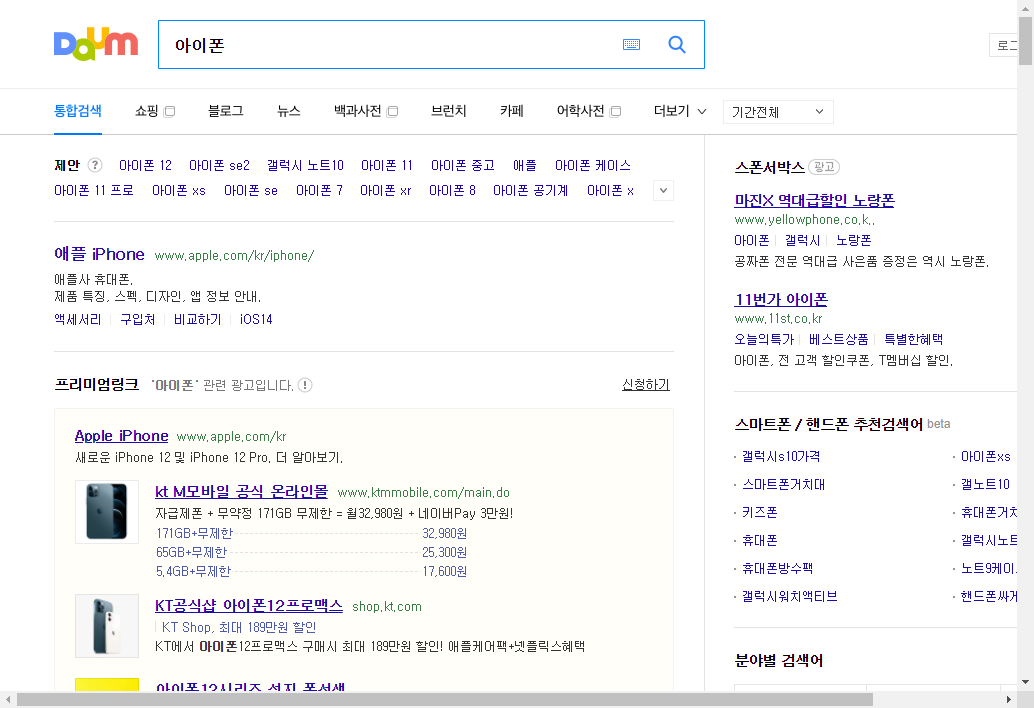 Daum
아이폰
로그
통합검색 쇼핑 블로그 뉴스 백과사전 브런치 카페 어학사전 더보기 기간전체
제안 ? 아이폰 12 아이폰 se2 갤럭시 노트10 아이폰 11 아이폰 중고 애플 아이폰 케이스
아이폰 11 프로 아이폰 xs 아이폰 se 아이폰 7 아이폰 xr 아이폰 8 아이폰 공기계 아이폰 x
애플 iPhone www.apple.com/kr/iphone/
애플사 휴대폰.
제품 특징, 스펙, 디자인, 앱 정보 안내.
액세서리 구입처 비교하기 iOS14
프리미엄링크 '아이폰' 관련 광고입니다. ! 신청하기
Apple iPhone www.apple.com/kr
새로운 iPhone 12 및 iPhone 12 Pro. 더 알아보기.
kt M모바일 공식 온라인몰 www.ktmmobile.com/main.do
자급제폰 + 무약정 171GB 무제한 = 월32,980원 + 네이버Pay 3만원!
171GB+무제한 32,980원
65GB+무제한 25,300원
5.4GB+무제한 17,600원
KT공식샵 아이폰12프로맥스 shop.kt.com
KT Shop, 최대 189만원 할인
KT에서 아이폰12프로맥스 구매시 최대 189만원 할인! 애플케어팩+넷플릭스혜택
아이폰12시리즈
스폰서박스 광고
마진X 역대급할인 노랑폰
www.yellowphone.co.k..
아이폰 갤럭시 노랑폰
공짜폰 전문 역대급 사은품 증정은 역시 노랑폰.
11번가 아이폰
www.11st.co.kr
오늘의특가 베스트상품 특별한혜택
아이폰, 전 고객 할인쿠폰, T멤버십 할인.
스마트폰 / 핸드폰 추천검색어 beta
갤럭시s10가격 아이폰xs
스마트폰거치대 갤노트10
키즈폰 휴대폰거치
휴대폰 갤럭시노트
휴대폰방수팩 노트9케이
갤럭시워치액티브 핸드폰싸게
분야별 검색어